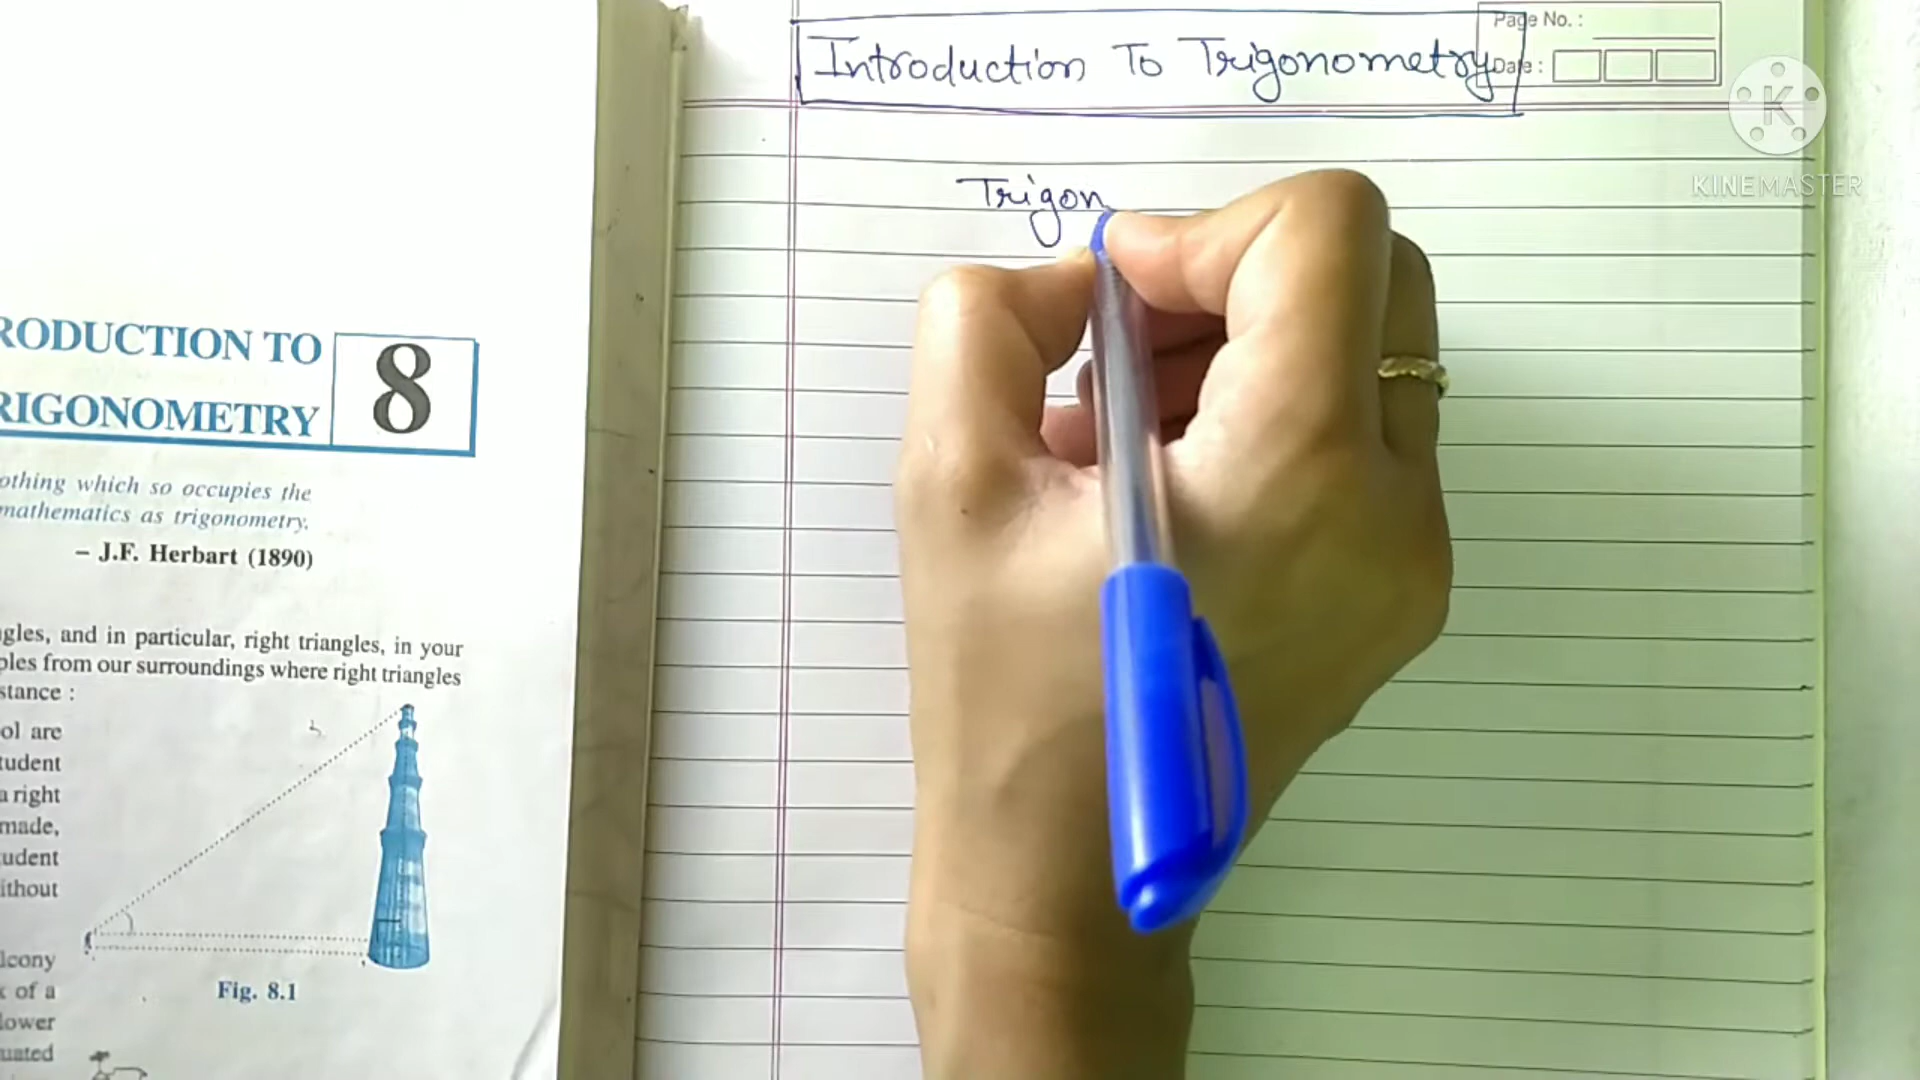 RODUCTION TO
RIGONOMETRY
8
othing which so occupies the
mathematics as trigonometry.
– J.F. Herbart (1890)
gles, and in particular, right triangles, in your
ples from our surroundings where right triangles
stance :
ol are
tudent
a right
made,
tudent
ithout
lcony
k of a
lower
uated
Fig. 8.1
Page No. :
Introduction To Trigonometry
Date :
Trigon
K
KINEMASTER